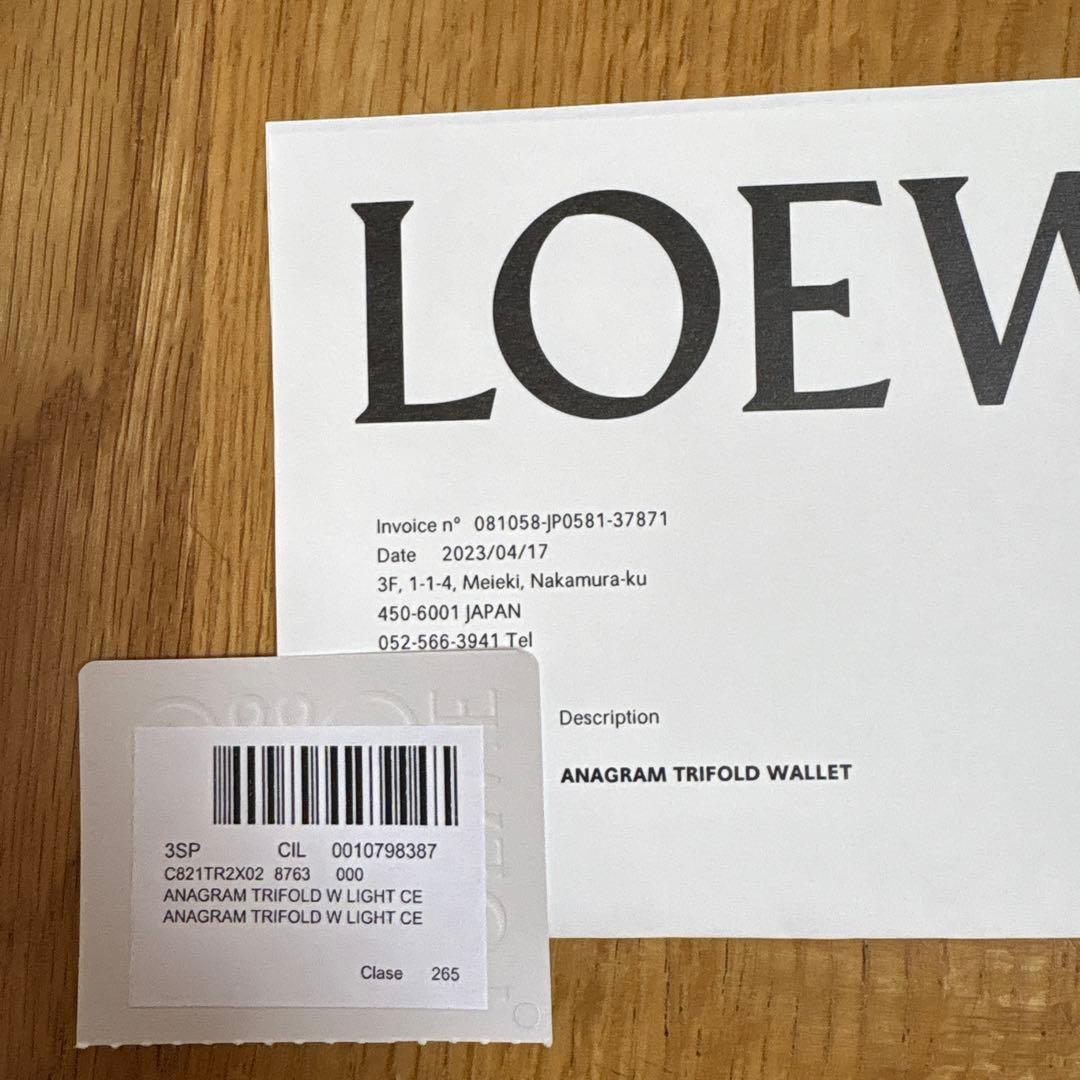 LOEW
Invoice nº 081058-JP0581-37871
Date 2023/04/17
3F, 1-1-4, Meieki, Nakamura-ku
450-6001 JAPAN
052-566-3941 Tel
Description
ANAGRAM TRIFOLD WALLET
3SP CIL 0010798387
C821TR2X02 8763 000
ANAGRAM TRIFOLD W LIGHT CE
ANAGRAM TRIFOLD W LIGHT CE
Clase 265